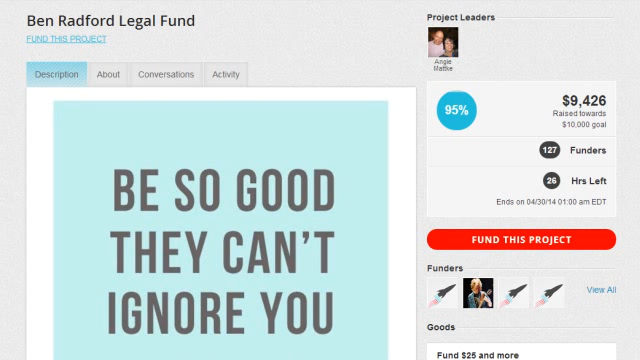 Ben Radford Legal Fund
FUND THIS PROJECT
Description
About
Conversations
Activity
BE SO GOOD
THEY CAN'T
IGNORE YOU
Project Leaders
Angie
Mattke
95%
$9,426
Raised towards
$10,000 goal
127 Funders
26 Hrs Left
Ends on 04/30/14 01:00 am EDT
FUND THIS PROJECT
Funders
View All
Goods
Fund $25 and more